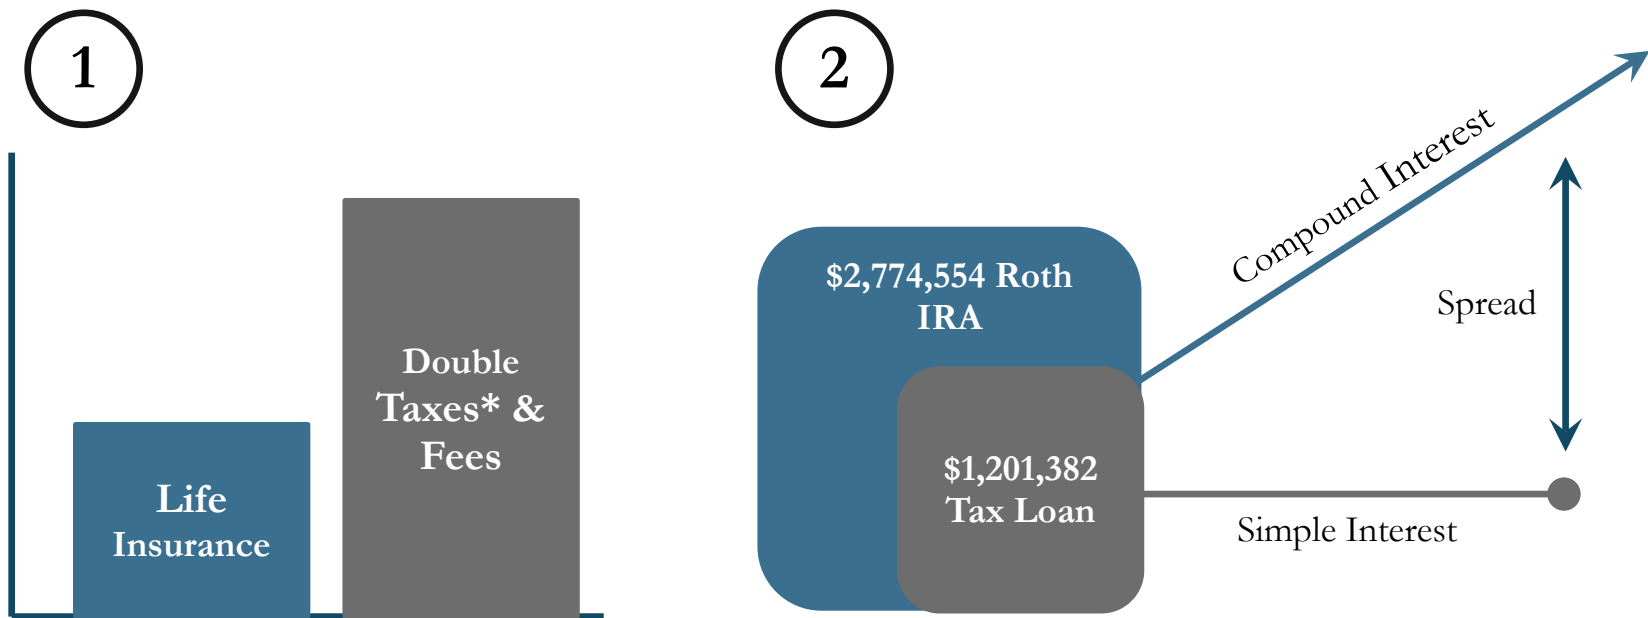 1
Life
Insurance
Double
Taxes* &
Fees
2
$2,774,554 Roth
IRA
$1,201,382
Tax Loan
Compound Interest
Spread
Simple Interest